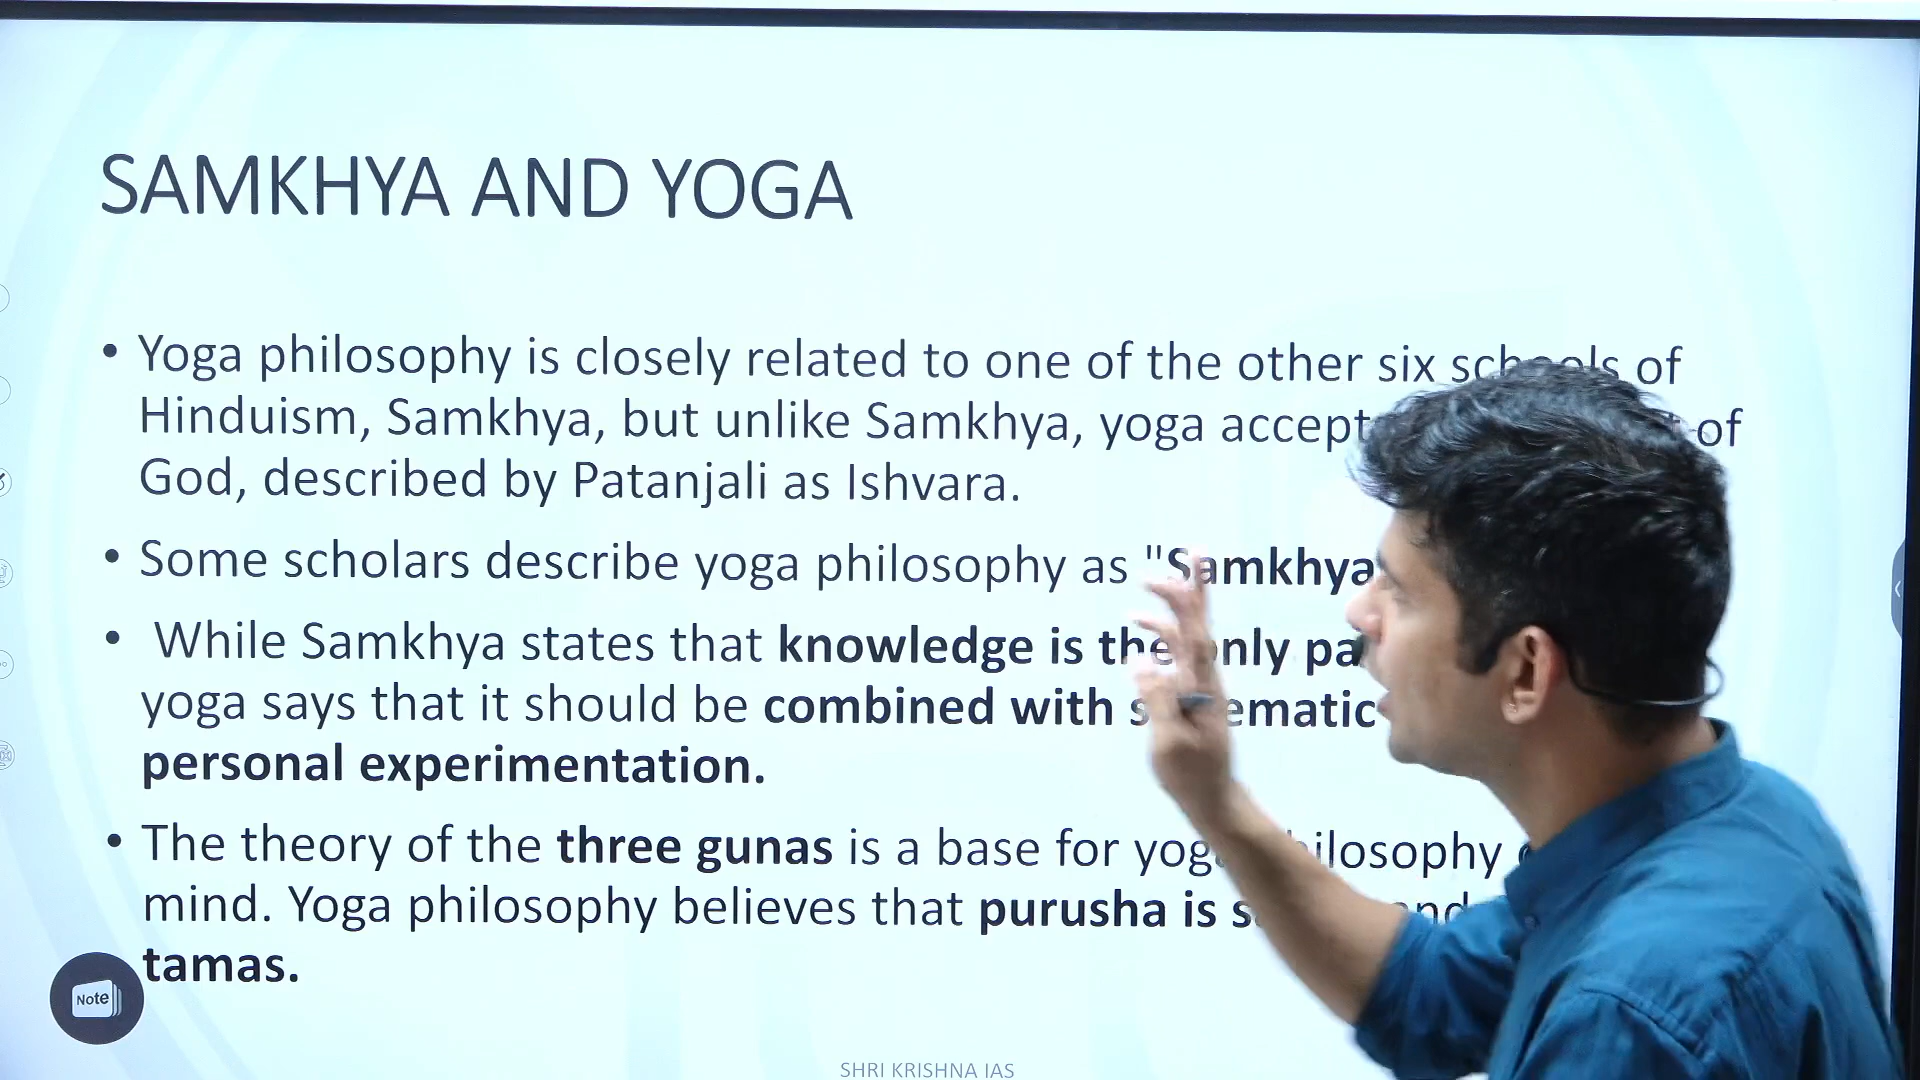 SAMKHYA AND YOGA
• Yoga philosophy is closely related to one of the other six schools of
Hinduism, Samkhya, but unlike Samkhya, yoga accept of
God, described by Patanjali as Ishvara.
• Some scholars describe yoga philosophy as "Samkhya
• While Samkhya states that knowledge is the only
yoga says that it should be combined with
personal experimentation.
• The theory of the three gunas is a base for philosophy
mind. Yoga philosophy believes that purusha is
tamas.
Note
SHRI KRISHNA IAS